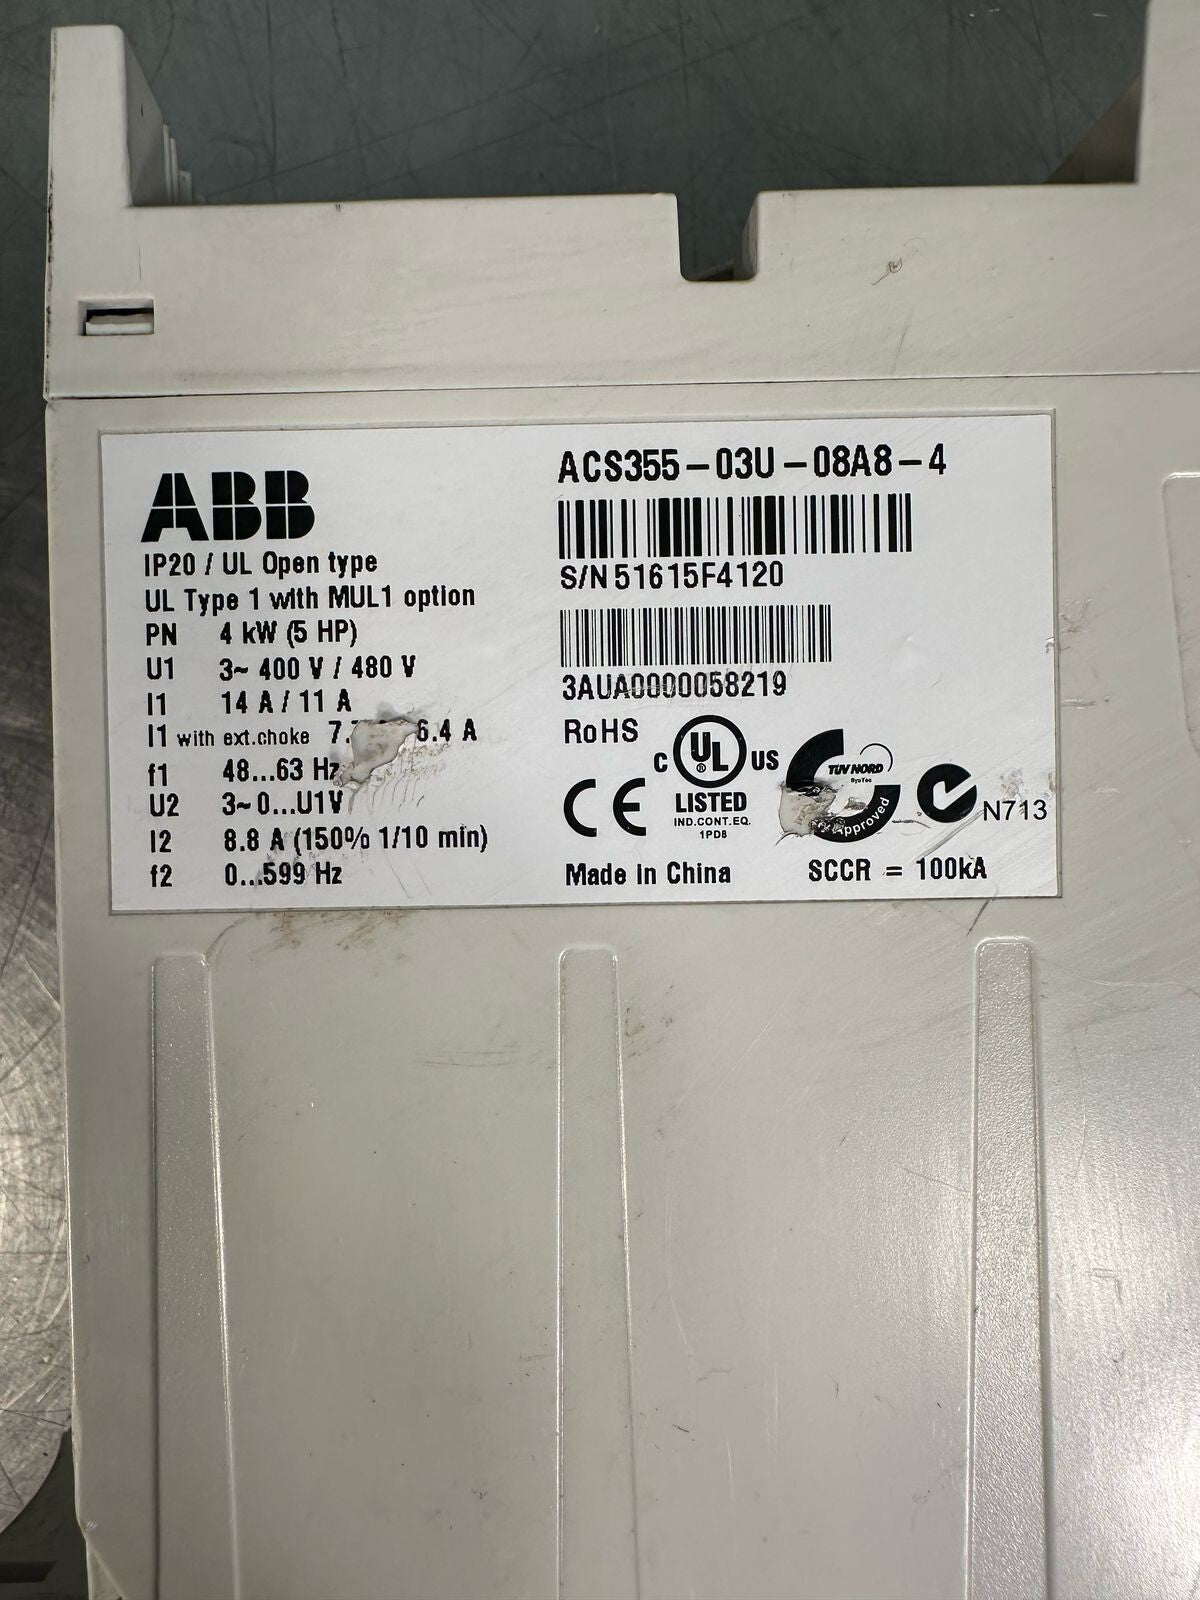 ABB
IP20 / UL Open type
UL Type 1 with MUL1 option
PN 4 kW (5 HP)
U1 3~ 400 V / 480 V
I1 14 A / 11 A
I1 with ext.choke 6.4 A
f1 48...63 Hz
U2 3~ 0...U1V
I2 8.8 A (150% 1/10 min)
f2 0...599 Hz
ACS355-03U-08A8-4
S/N 51615F4120
3AUA0000058219
RoHS
C UL ® US
LISTED
IND.CONT.EQ.
1PD8
CE
TÜV NORD
SysTec
Approved
N713
Made in China
SCCR = 100kA